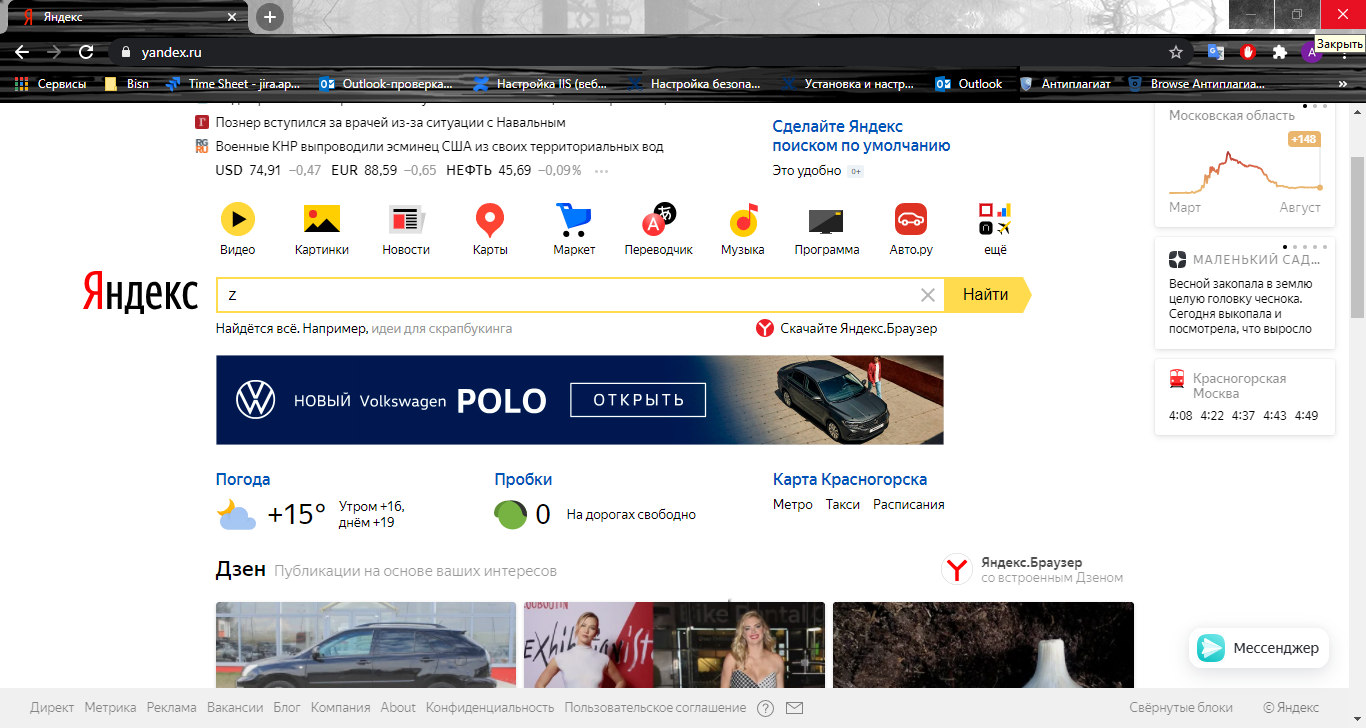 Яндекс
Закрыть
yandex.ru
A
Сервисы
Bisn
Time Sheet - jira.ap...
Outlook-проверка...
Настройка IIS (веб...
Настройка безопа...
Установка и настр...
Outlook
Антиплагиат
Browse Антиплагиа...
»
Познер вступился за врачей из-за ситуации с Навальным
Военные КНР выпроводили эсминец США из своих территориальных вод
USD 74,91 −0,47 EUR 88,59 −0,65 НЕФТЬ 45,69 −0,09% ...
Сделайте Яндекс
поиском по умолчанию
Это удобно 0+
Московская область
+148
Март Август
Видео
Картинки
Новости
Карты
Маркет
Переводчик
Музыка
Программа
Авто.ру
ещё
МАЛЕНЬКИЙ САД...
Весной закопала в землю
целую головку чеснока.
Сегодня выкопала и
посмотрела, что выросло
Яндекс
z
Найти
Найдётся всё. Например, идеи для скрапбукинга
Скачайте Яндекс.Браузер
НОВЫЙ Volkswagen POLO
ОТКРЫТЬ
Красногорская
Москва
4:08 4:22 4:37 4:43 4:49
Погода
+15°
Утром +16,
днём +19
Пробки
0
На дорогах свободно
Карта Красногорска
Метро Такси Расписания
Дзен Публикации на основе ваших интересов
Яндекс.Браузер
со встроенным Дзеном
Мессенджер
Директ Метрика Реклама Вакансии Блог Компания About Конфиденциальность Пользовательское соглашение
Свёрнутые блоки © Яндекс